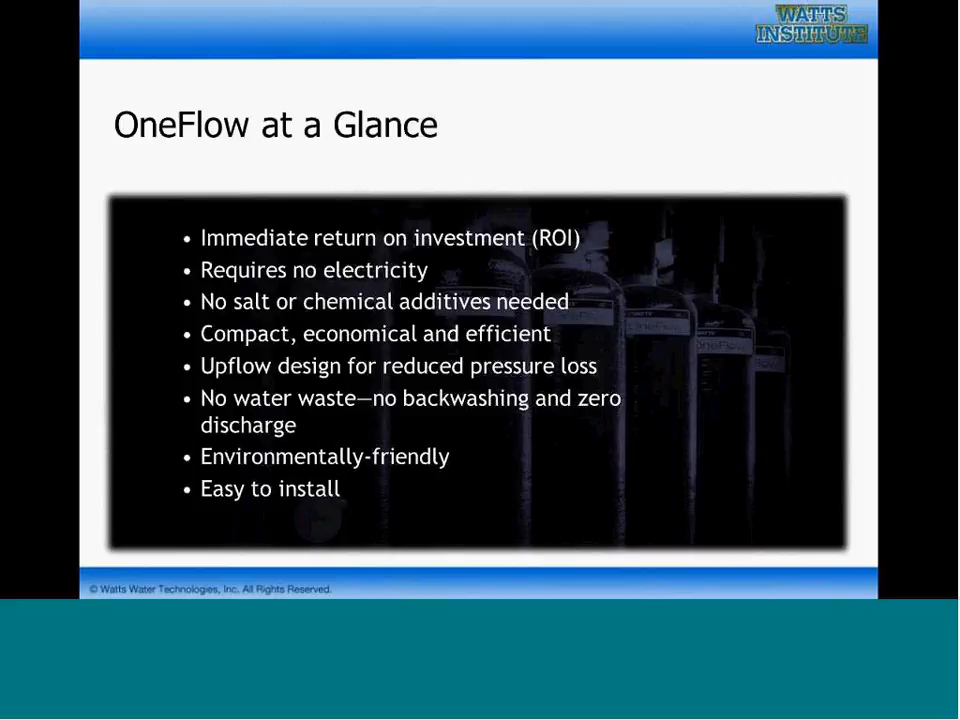 WATTS
INSTITUTE
OneFlow at a Glance
• Immediate return on investment (ROI)
• Requires no electricity
• No salt or chemical additives needed
• Compact, economical and efficient
• Upflow design for reduced pressure loss
• No water waste—no backwashing and zero
discharge
• Environmentally-friendly
• Easy to install
OneFlow
OneFlow
© Watts Water Technologies, Inc. All Rights Reserved.